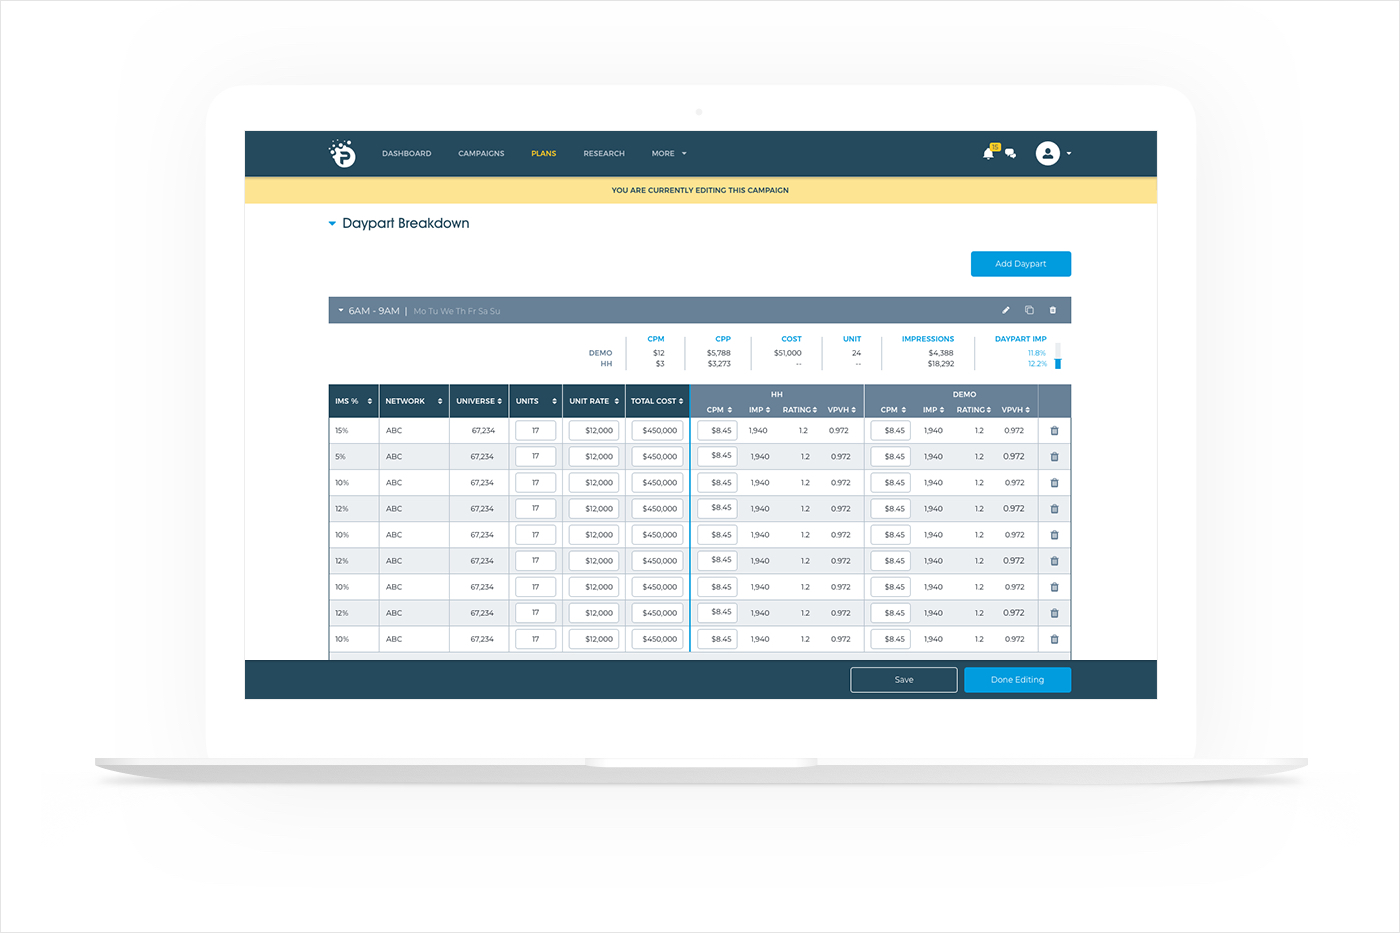 P DASHBOARD CAMPAIGNS PLANS RESEARCH MORE 15
YOU ARE CURRENTLY EDITING THIS CAMPAIGN
Daypart Breakdown
Add Daypart
6AM - 9AM | Mo Tu We Th Fr Sa Su
CPM CPP COST UNIT IMPRESSIONS DAYPART IMP
DEMO $12 $5,788 $51,000 24 $4,388 11.8%
HH $3 $3,273 -- -- $18,292 12.2%
HH DEMO
IMS % NETWORK UNIVERSE UNITS UNIT RATE TOTAL COST CPM IMP RATING VPVH CPM IMP RATING VPVH
15% ABC 67,234 17 $12,000 $450,000 $8.45 1,940 1.2 0.972 $8.45 1,940 1.2 0.972
5% ABC 67,234 17 $12,000 $450,000 $8.45 1,940 1.2 0.972 $8.45 1,940 1.2 0.972
10% ABC 67,234 17 $12,000 $450,000 $8.45 1,940 1.2 0.972 $8.45 1,940 1.2 0.972
12% ABC 67,234 17 $12,000 $450,000 $8.45 1,940 1.2 0.972 $8.45 1,940 1.2 0.972
10% ABC 67,234 17 $12,000 $450,000 $8.45 1,940 1.2 0.972 $8.45 1,940 1.2 0.972
12% ABC 67,234 17 $12,000 $450,000 $8.45 1,940 1.2 0.972 $8.45 1,940 1.2 0.972
10% ABC 67,234 17 $12,000 $450,000 $8.45 1,940 1.2 0.972 $8.45 1,940 1.2 0.972
12% ABC 67,234 17 $12,000 $450,000 $8.45 1,940 1.2 0.972 $8.45 1,940 1.2 0.972
10% ABC 67,234 17 $12,000 $450,000 $8.45 1,940 1.2 0.972 $8.45 1,940 1.2 0.972
Save Done Editing